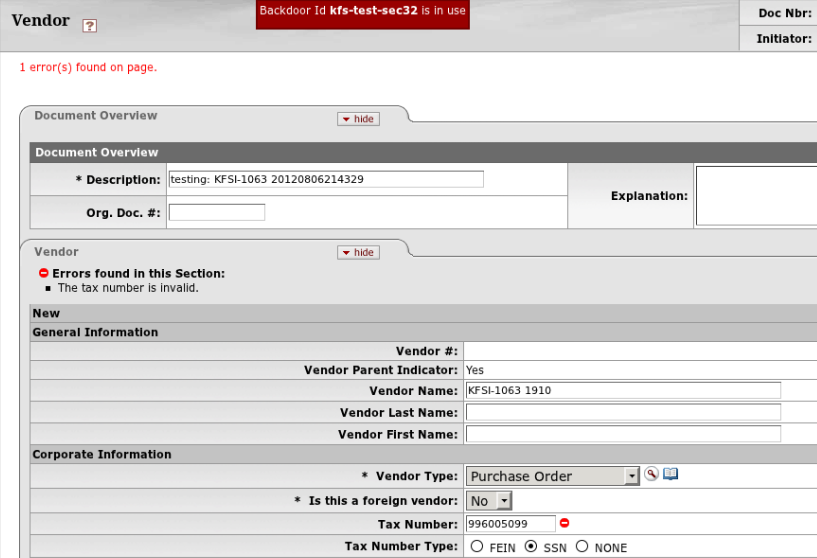 Vendor ?
Backdoor Id kfs-test-sec32 is in use
Doc Nbr:
Initiator:
1 error(s) found on page.
Document Overview
hide
Document Overview
* Description: testing: KFSI-1063 20120806214329
Explanation:
Org. Doc. #:
Vendor
hide
Errors found in this Section:
The tax number is invalid.
New
General Information
Vendor #:
Vendor Parent Indicator: Yes
Vendor Name: KFSI-1063 1910
Vendor Last Name:
Vendor First Name:
Corporate Information
* Vendor Type: Purchase Order
* Is this a foreign vendor: No
Tax Number: 996005099
Tax Number Type: FEIN SSN NONE